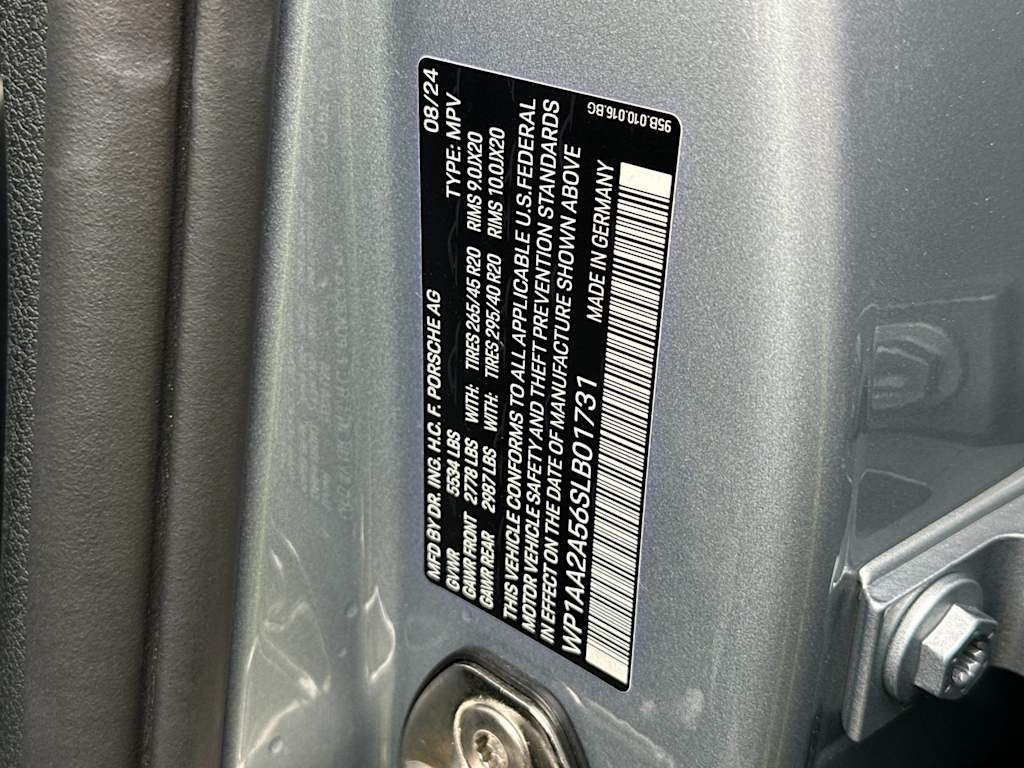 MFD BY DR. ING. H.C. F. PORSCHE AG 08/24
GVWR 5534 LBS TYPE: MPV
GAWR FRONT 2778 LBS WITH: TIRES 265/45 R20 RIMS 9.0JX20
GAWR REAR 2987 LBS WITH: TIRES 295/40 R20 RIMS 10.0JX20
THIS VEHICLE CONFORMS TO ALL APPLICABLE U.S.FEDERAL
MOTOR VEHICLE SAFETY AND THEFT PREVENTION STANDARDS
IN EFFECT ON THE DATE OF MANUFACTURE SHOWN ABOVE
WP1AA2A56SLB01731 MADE IN GERMANY
95B.010.016.BG